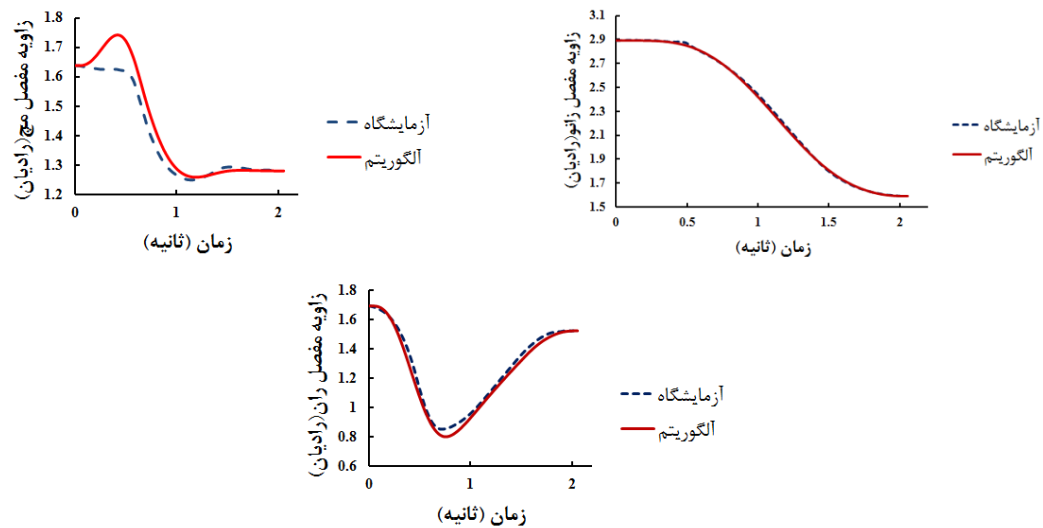 زاویه مفصل مچ(رادیان)
1.8
1.7
1.6
1.5
1.4
1.3
1.2
0
1
2
زمان (ثانیه)
آزمایشگاه
آلگوریتم
زاویه مفصل زانو(رادیان)
3.1
2.9
2.7
2.5
2.3
2.1
1.9
1.7
1.5
0
0.5
1
1.5
2
زمان (ثانیه)
آزمایشگاه
آلگوریتم
زاویه مفصل ران(رادیان)
1.8
1.6
1.4
1.2
1
0.8
0.6
0
1
2
زمان (ثانیه)
آزمایشگاه
آلگوریتم